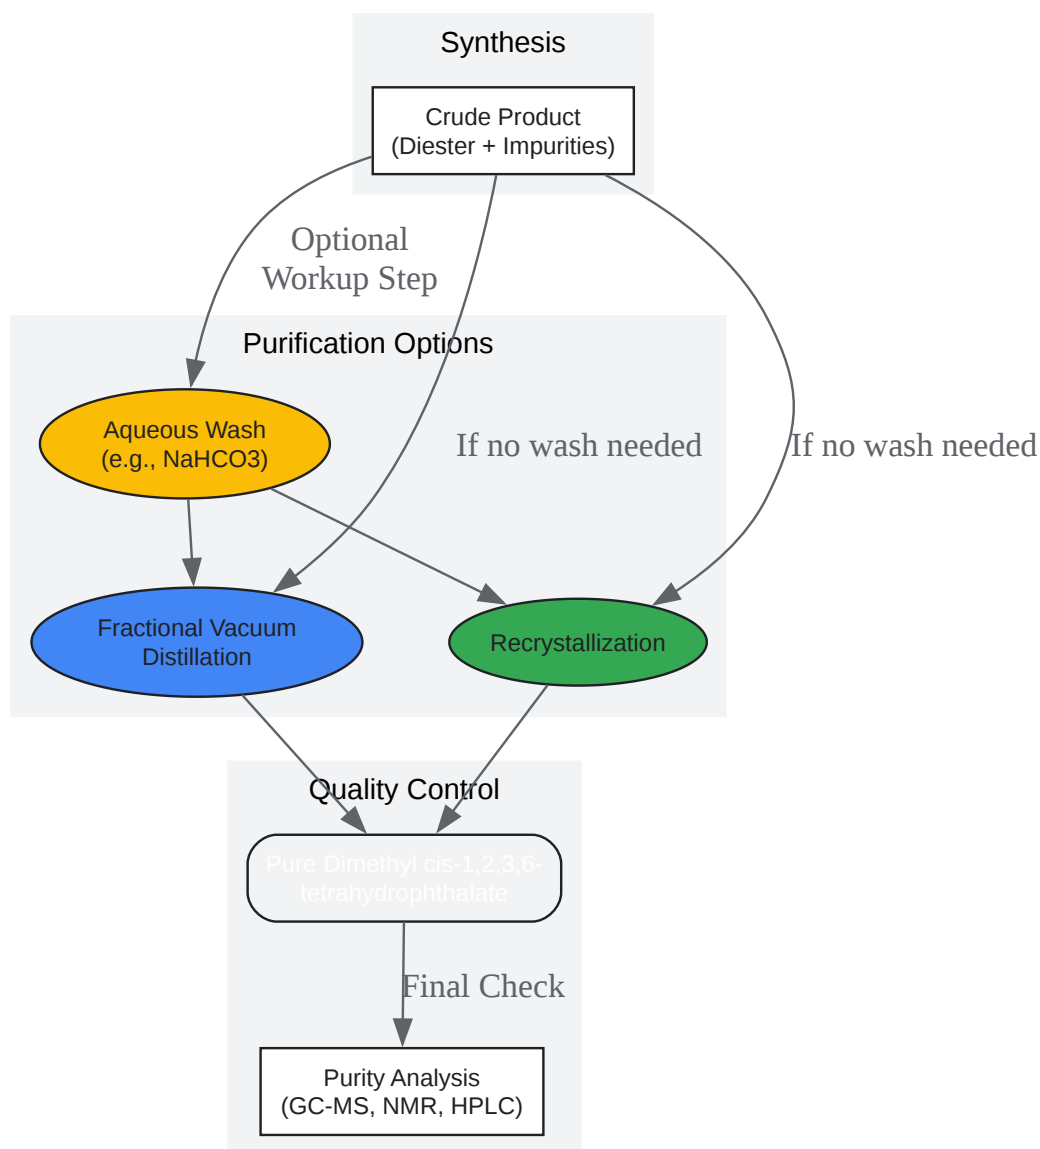 Synthesis
Crude Product
(Diester + Impurities)
Optional
Workup Step
Purification Options
Aqueous Wash
(e.g., NaHCO3)
If no wash needed
If no wash needed
Fractional Vacuum
Distillation
Recrystallization
Quality Control
Pure Dimethyl cis-1,2,3,6-
tetrahydrophthalate
Final Check
Purity Analysis
(GC-MS, NMR, HPLC)